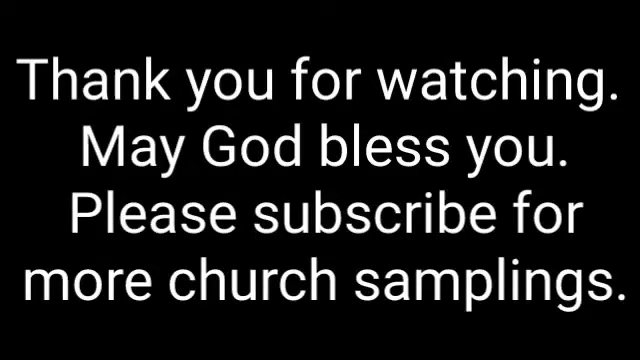 Thank you for watching.
May God bless you.
Please subscribe for
more church samplings.